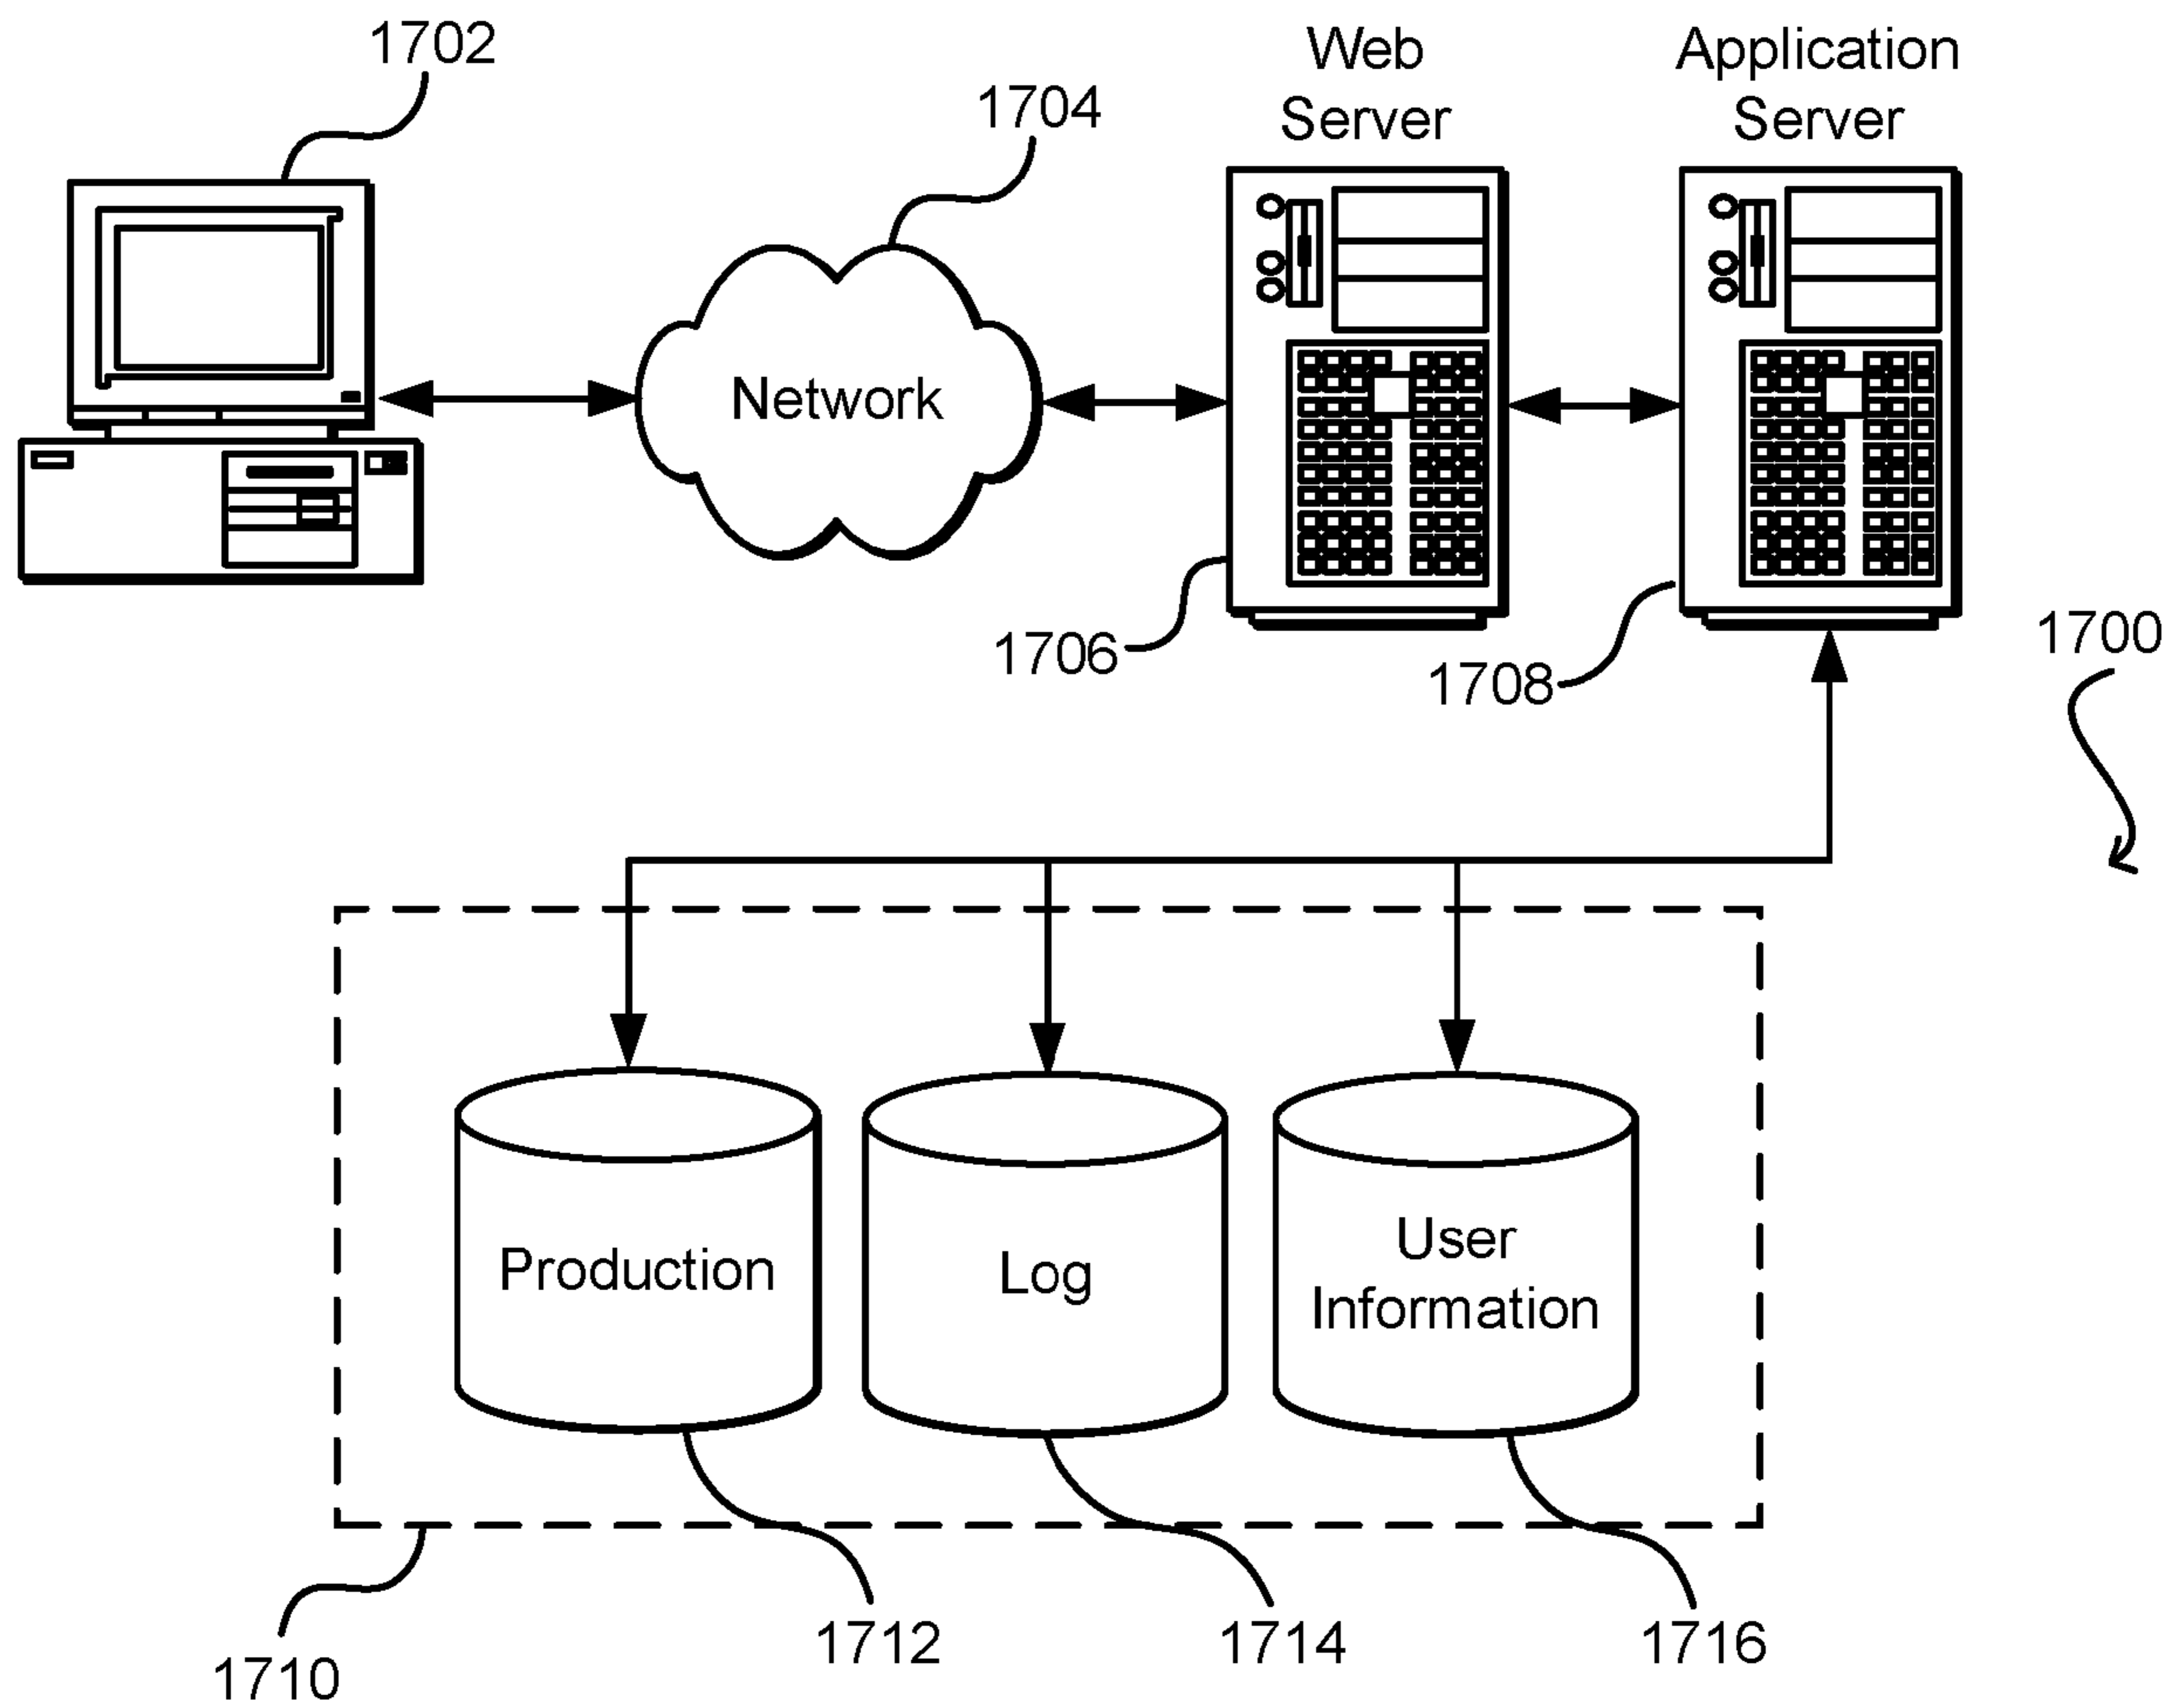 1702
1704
Web
Server
Application
Server
Network
1706
1708
1700
Production
Log
User
Information
1710
1712
1714
1716